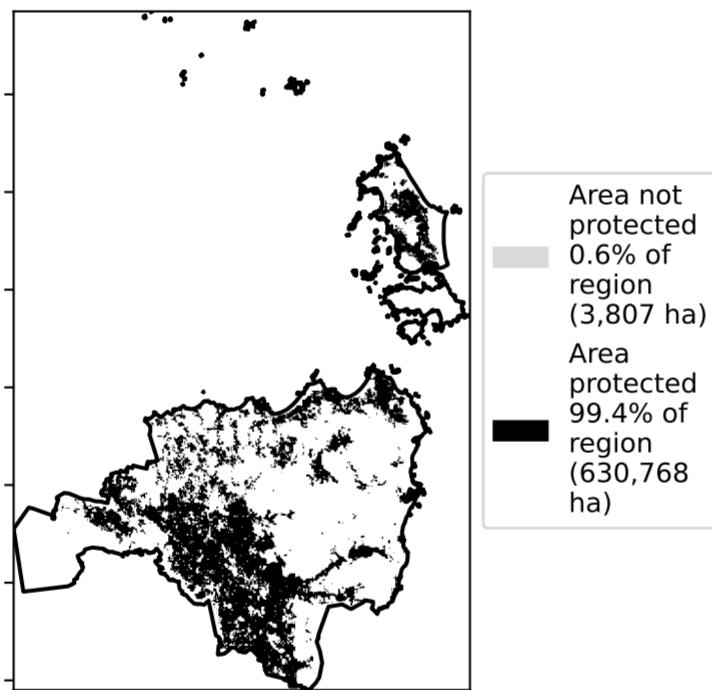 Area not
protected
0.6% of
region
(3,807 ha)
Area
protected
99.4% of
region
(630,768
ha)